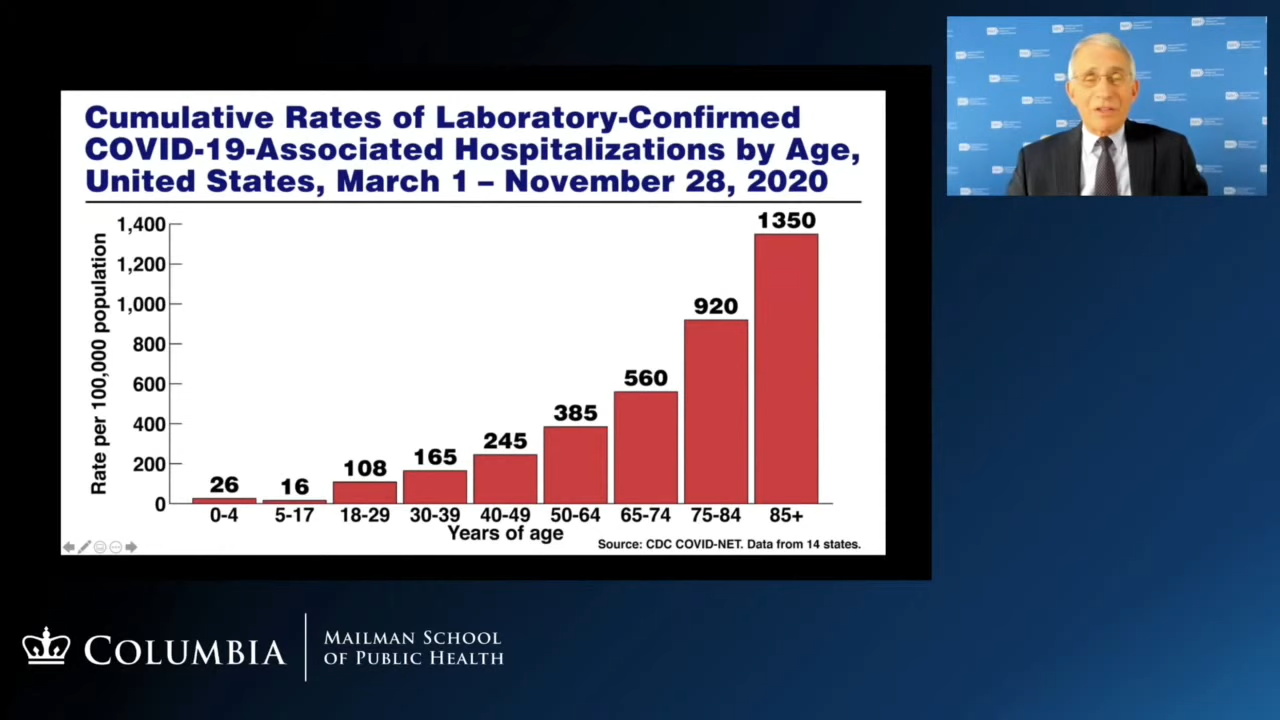 Cumulative Rates of Laboratory-Confirmed
COVID-19-Associated Hospitalizations by Age,
United States, March 1 – November 28, 2020
Rate per 100,000 population
1,400
1,200
1,000
800
600
400
200
0
26
16
108
165
245
385
560
920
1350
0-4
5-17
18-29
30-39
40-49
50-64
65-74
75-84
85+
Years of age
Source: CDC COVID-NET. Data from 14 states.
COLUMBIA
MAILMAN SCHOOL
OF PUBLIC HEALTH